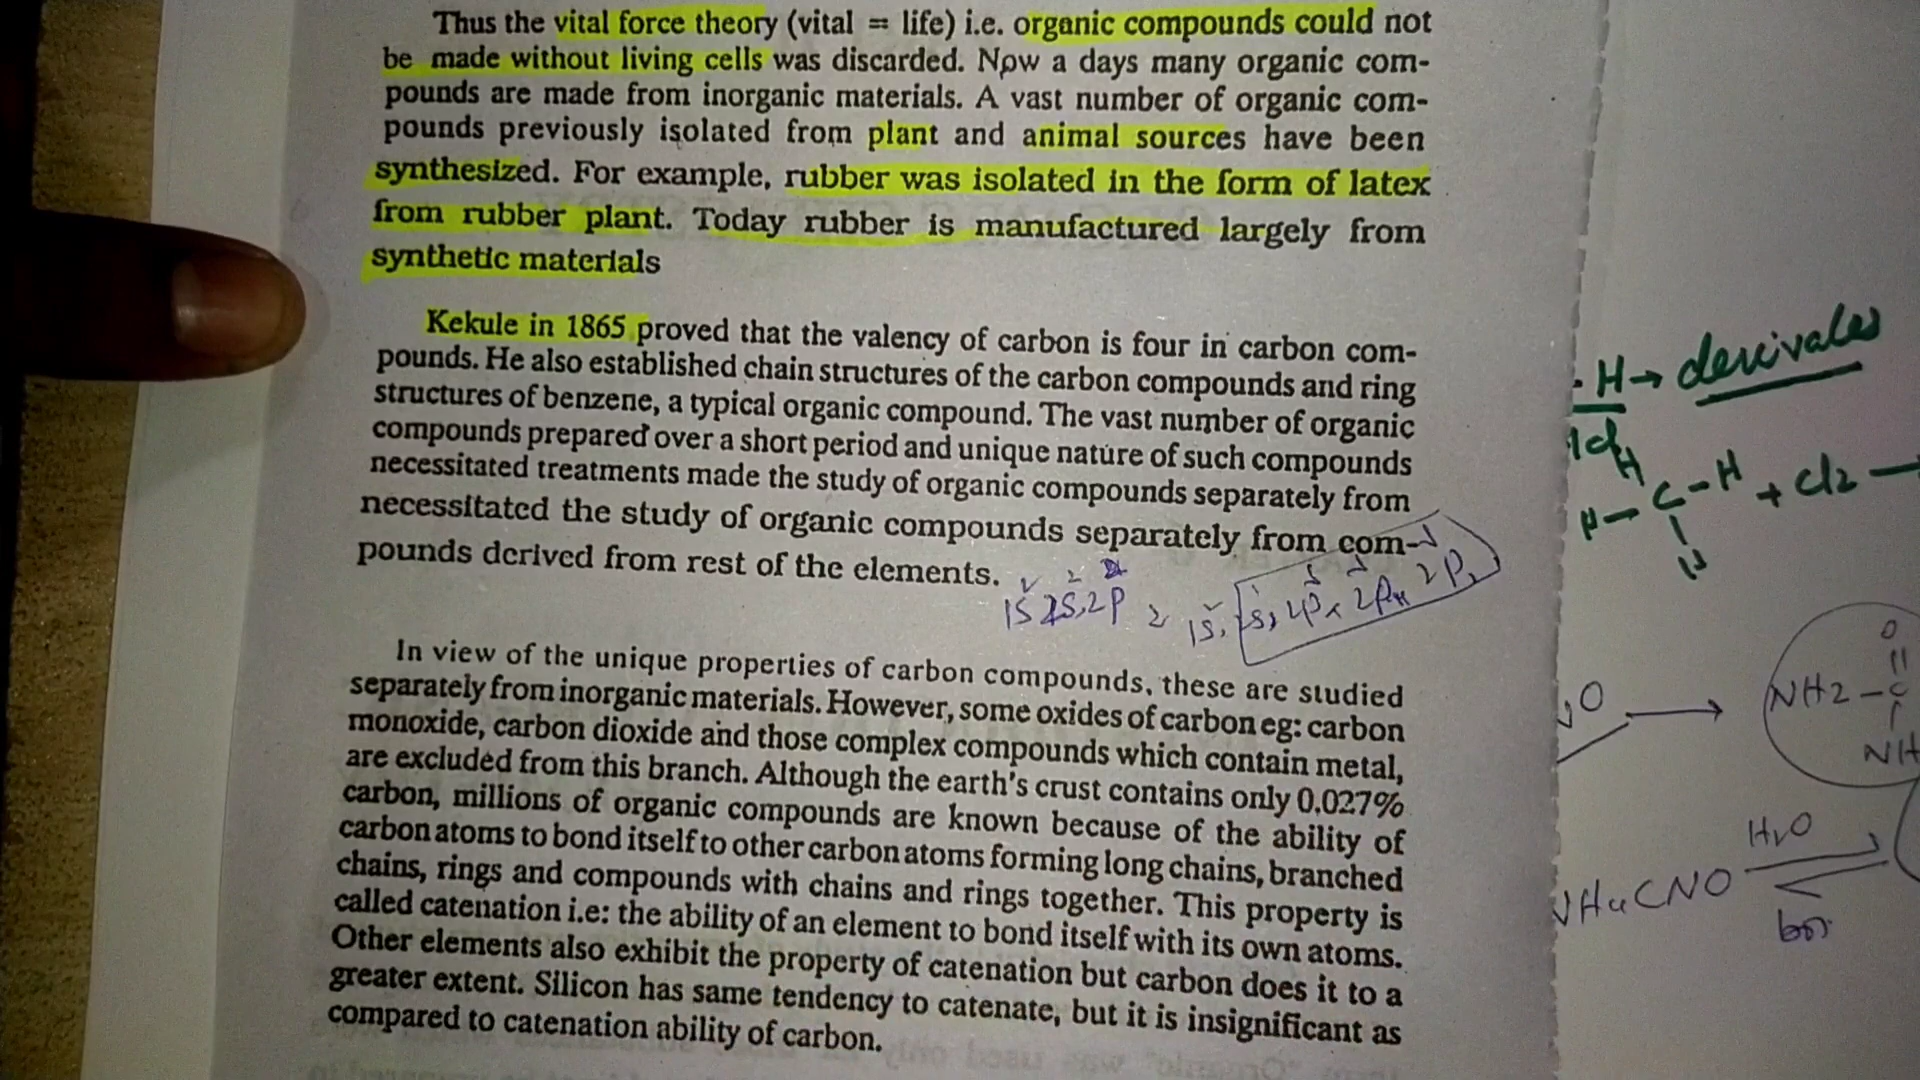 Thus the vital force theory (vital = life) i.e. organic compounds could not
be made without living cells was discarded. Now a days many organic com-
pounds are made from inorganic materials. A vast number of organic com-
pounds previously isolated from plant and animal sources have been
synthesized. For example, rubber was isolated in the form of latex
from rubber plant. Today rubber is manufactured largely from
synthetic materials
Kekule in 1865 proved that the valency of carbon is four in carbon com-
pounds. He also established chain structures of the carbon compounds and ring
structures of benzene, a typical organic compound. The vast number of organic
compounds prepared over a short period and unique nature of such compounds
necessitated treatments made the study of organic compounds separately from
necessitated the study of organic compounds separately from com-
pounds derived from rest of the elements.
In view of the unique properties of carbon compounds, these are studied
separately from inorganic materials. However, some oxides of carbon eg: carbon
monoxide, carbon dioxide and those complex compounds which contain metal,
are excluded from this branch. Although the earth's crust contains only 0.027%
carbon, millions of organic compounds are known because of the ability of
carbon atoms to bond itself to other carbon atoms forming long chains, branched
chains, rings and compounds with chains and rings together. This property is
called catenation i.e: the ability of an element to bond itself with its own atoms.
Other elements also exhibit the property of catenation but carbon does it to a
greater extent. Silicon has same tendency to catenate, but it is insignificant as
compared to catenation ability of carbon.
H→ derivales
H
H-C-H + Cl2
H
O
NH2-C
NH
H2O
NH4CNO